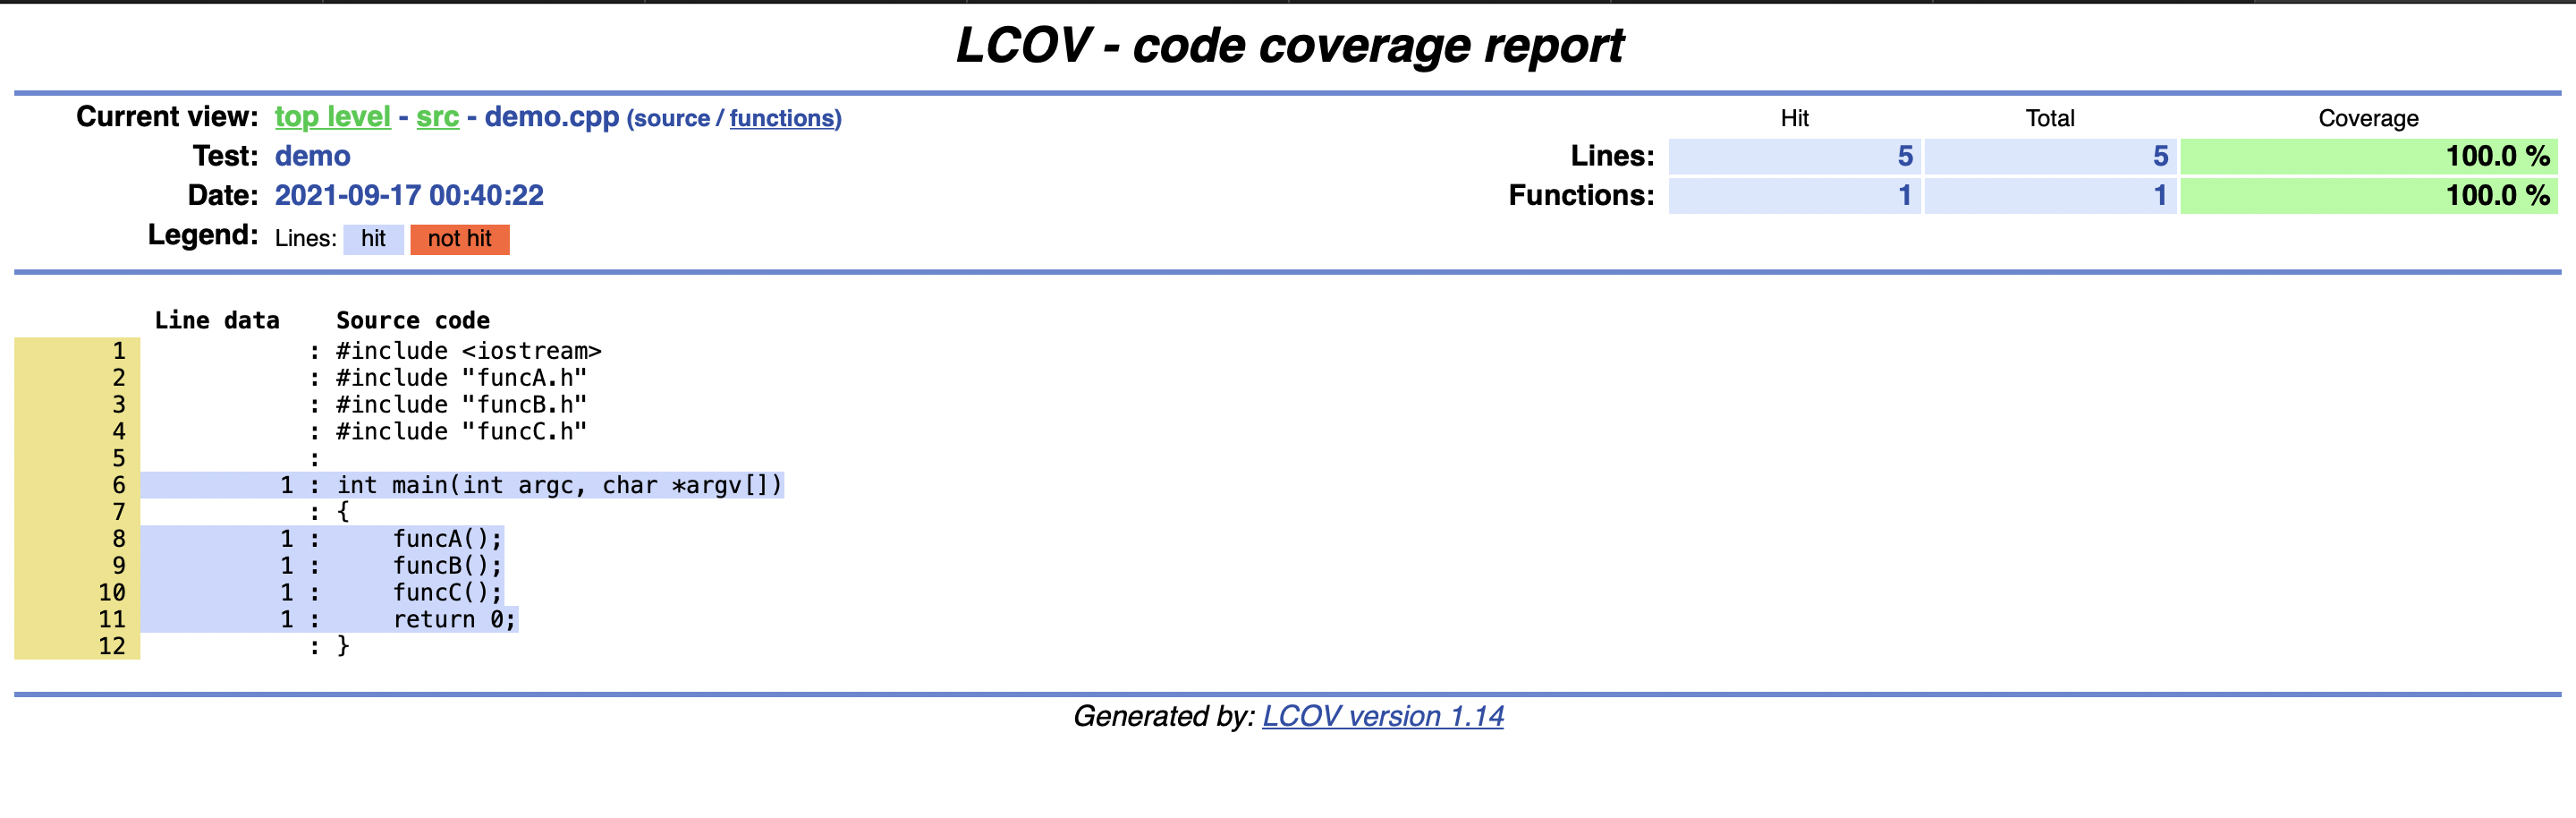 LCOV - code coverage report
Current view: top level - src - demo.cpp (source / functions) Hit Total Coverage
Test: demo Lines: 5 5 100.0 %
Date: 2021-09-17 00:40:22 Functions: 1 1 100.0 %
Legend: Lines: hit not hit
Line data Source code
1 : #include <iostream>
2 : #include "funcA.h"
3 : #include "funcB.h"
4 : #include "funcC.h"
5 :
6 1 : int main(int argc, char *argv[])
7 : {
8 1 : funcA();
9 1 : funcB();
10 1 : funcC();
11 1 : return 0;
12 : }
Generated by: LCOV version 1.14